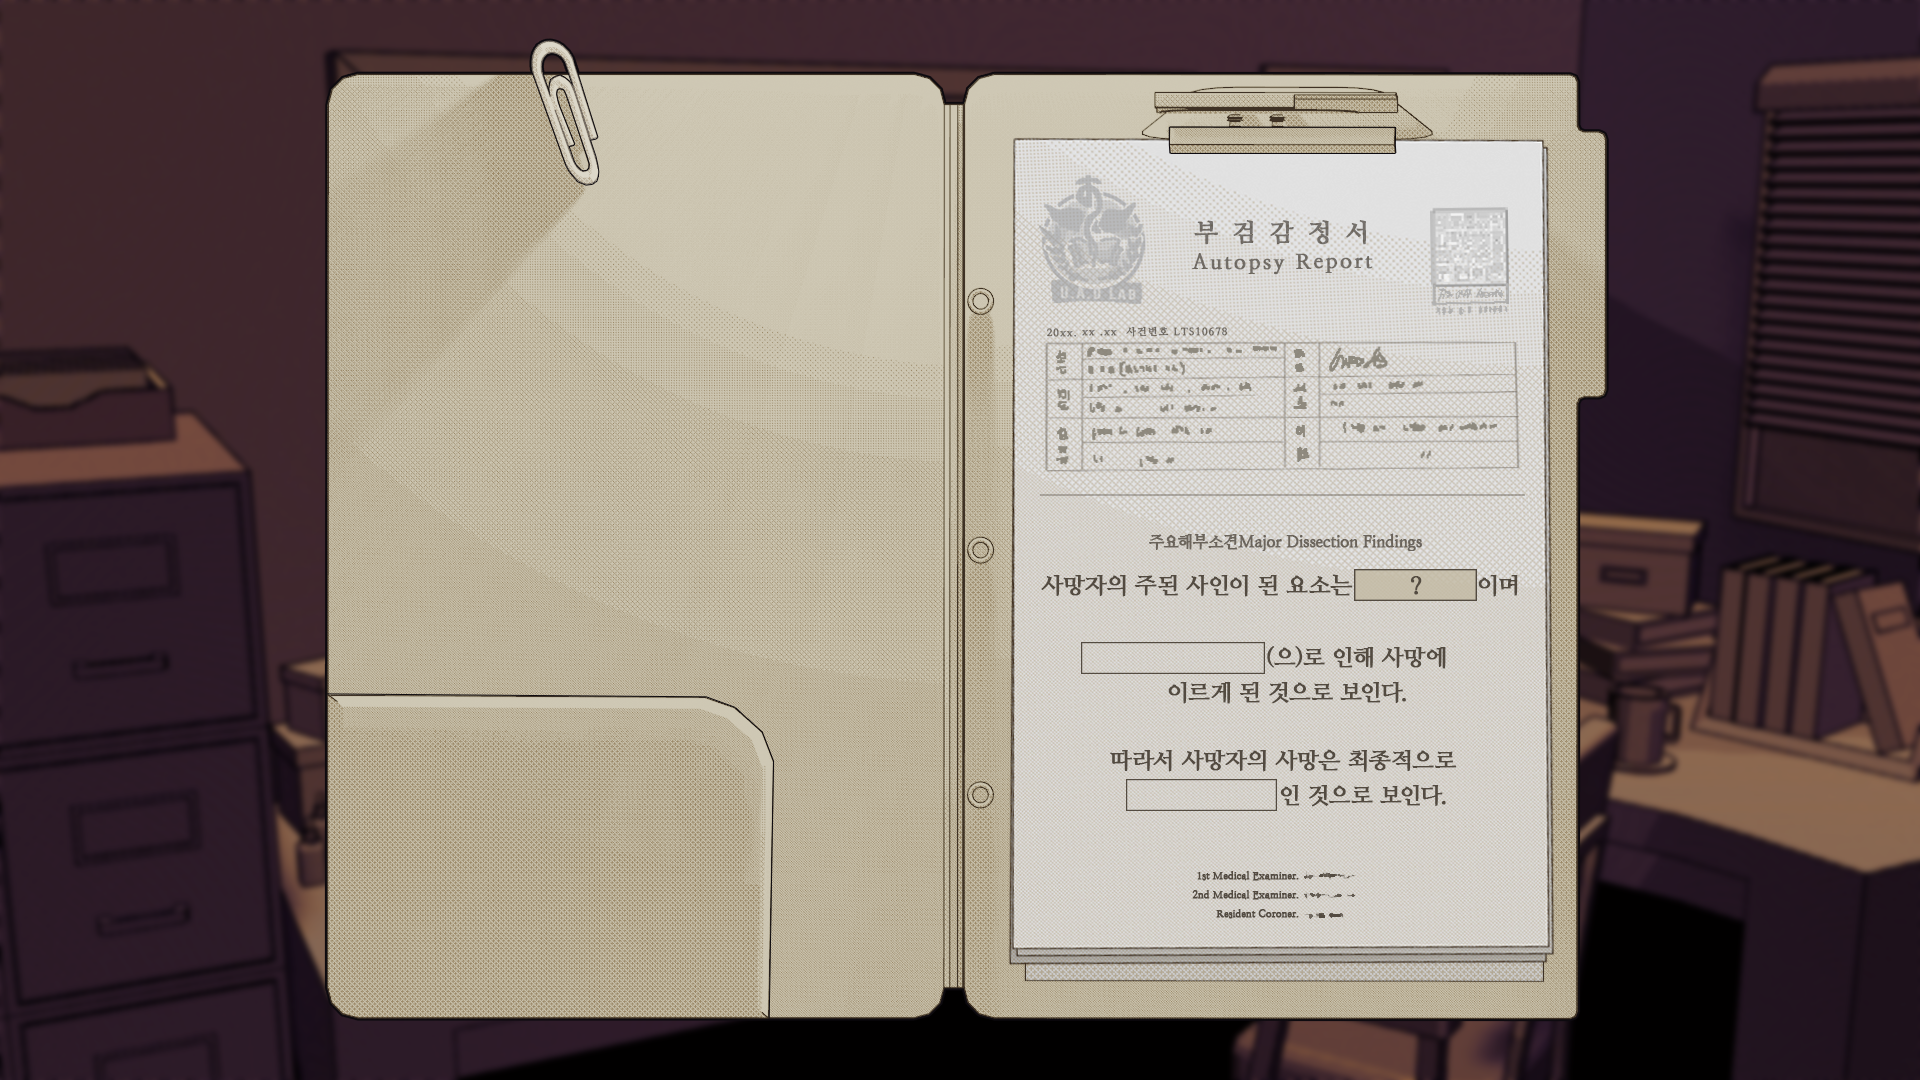 부검감정서
Autopsy Report
U.A.D LAB
20xx. xx .xx 사건번호 LTS10678
주요해부소견Major Dissection Findings
사망자의 주된 사인이 된 요소는 ? 이며
(으)로 인해 사망에
이르게 된 것으로 보인다.
따라서 사망자의 사망은 최종적으로
인 것으로 보인다.
1st Medical Examiner.
2nd Medical Examiner.
Resident Coroner.